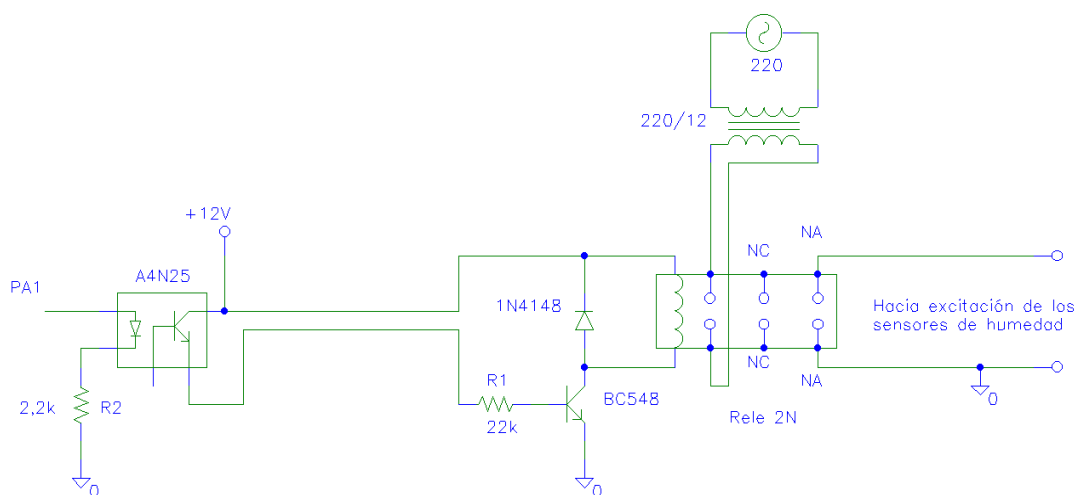 220
220/12
+12V
NA
NC
A4N25
PA1
1N4148
Hacia excitación de los
sensores de humedad
NC
R1
NA
BC548
2,2k
R2
0
22k
Rele 2N
0
0